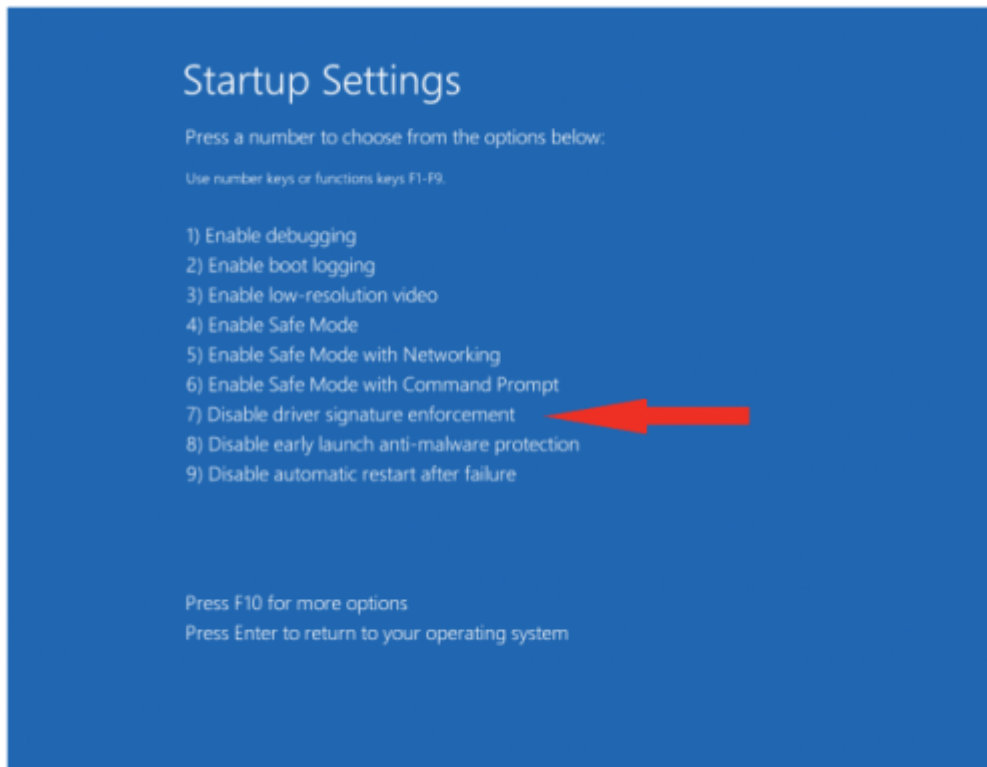 Startup Settings
Press a number to choose from the options below:
Use number keys or functions keys F1-F9.
1) Enable debugging
2) Enable boot logging
3) Enable low-resolution video
4) Enable Safe Mode
5) Enable Safe Mode with Networking
6) Enable Safe Mode with Command Prompt
7) Disable driver signature enforcement
8) Disable early launch anti-malware protection
9) Disable automatic restart after failure
Press F10 for more options
Press Enter to return to your operating system